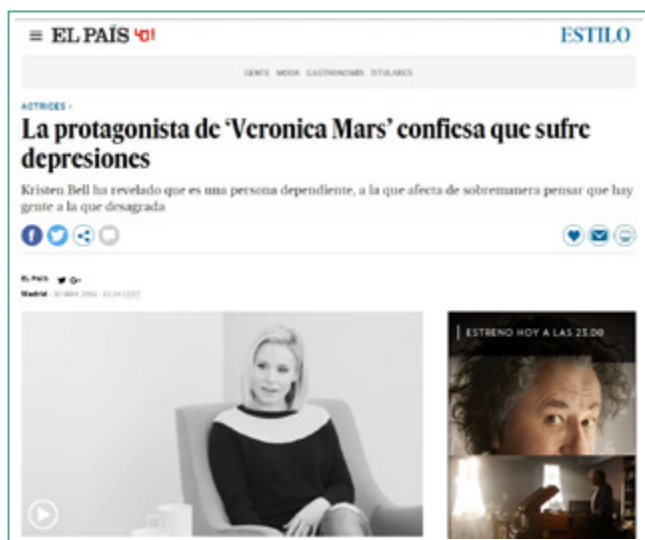 EL PAÍS 40!
ESTILO
GENTE MODA GASTRONOMÍA TITULARES
ACTRICES ›
La protagonista de ‘Veronica Mars’ confiesa que sufre
depresiones
Kristen Bell ha revelado que es una persona dependiente, a la que afecta de sobremanera pensar que hay
gente a la que desagrada
EL PAÍS
Madrid
ESTRENO HOY A LAS 23.00